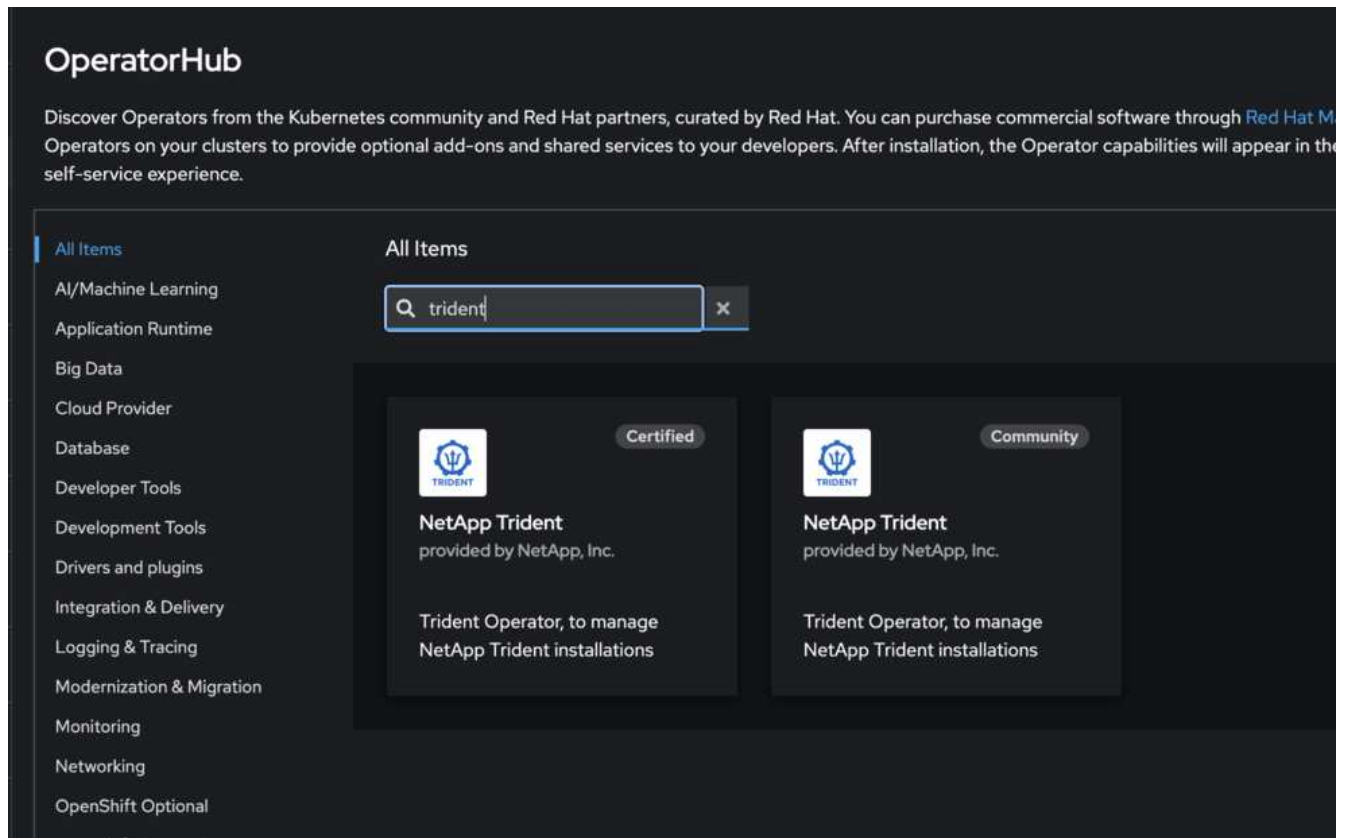 OperatorHub
Discover Operators from the Kubernetes community and Red Hat partners, curated by Red Hat. You can purchase commercial software through Red Hat
Operators on your clusters to provide optional add-ons and shared services to your developers. After installation, the Operator capabilities will appear in the
self-service experience.
All Items
AI/Machine Learning
Application Runtime
Big Data
Cloud Provider
Database
Developer Tools
Development Tools
Drivers and plugins
Integration & Delivery
Logging & Tracing
Modernization & Migration
Monitoring
Networking
OpenShift Optional
All Items
trident
Certified
TRIDENT
NetApp Trident
provided by NetApp, Inc.
Trident Operator, to manage
NetApp Trident installations
Community
TRIDENT
NetApp Trident
provided by NetApp, Inc.
Trident Operator, to manage
NetApp Trident installations